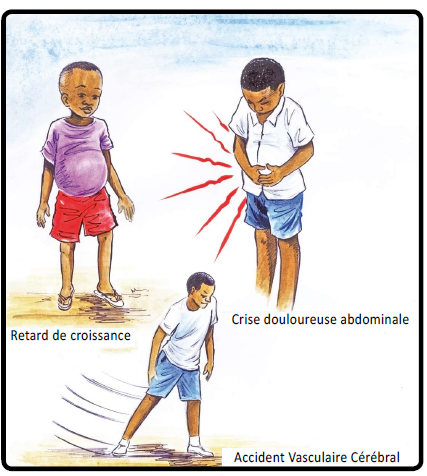 Crise douloureuse abdominale
Retard de croissance
Accident Vasculaire Cérébral